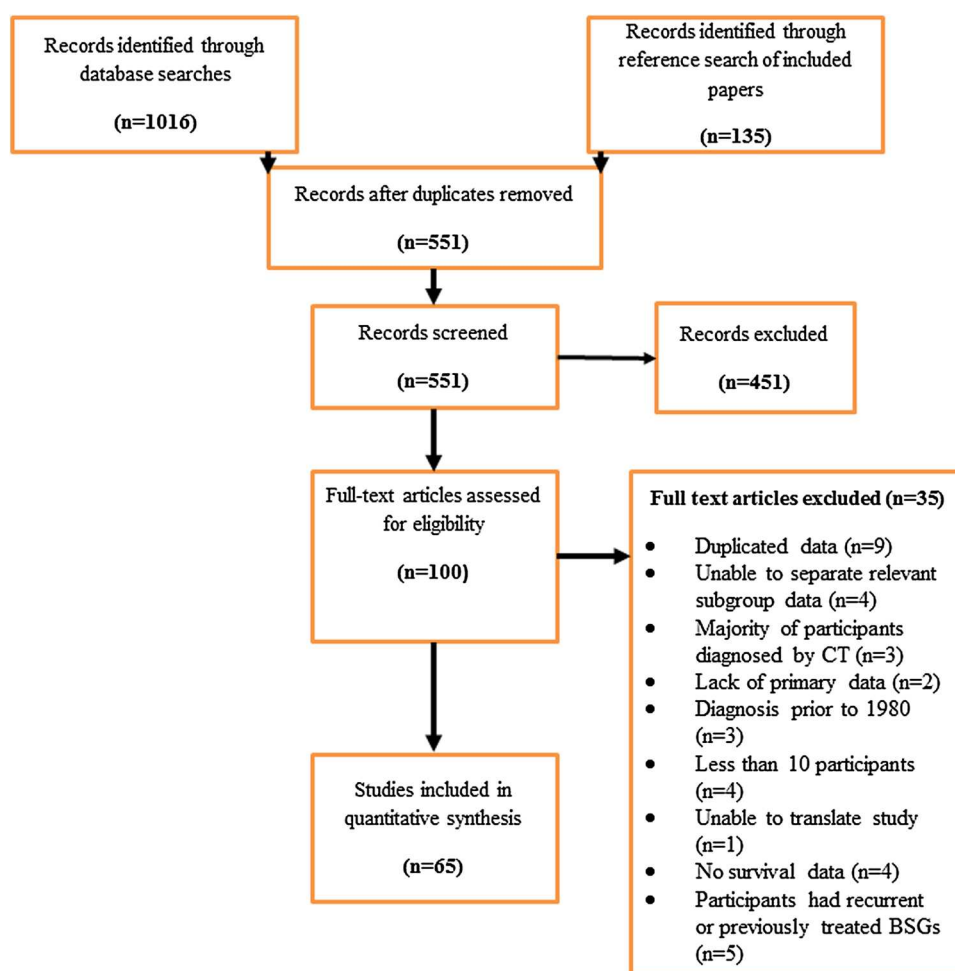 Records identified through
database searches
(n=1016)
Records identified through
reference search of included
papers
(n=135)
Records after duplicates removed
(n=551)
Records screened
(n=551)
Records excluded
(n=451)
Full-text articles assessed
for eligibility
(n=100)
Full text articles excluded (n=35)
• Duplicated data (n=9)
• Unable to separate relevant
subgroup data (n=4)
• Majority of participants
diagnosed by CT (n=3)
• Lack of primary data (n=2)
• Diagnosis prior to 1980
(n=3)
• Less than 10 participants
(n=4)
• Unable to translate study
(n=1)
• No survival data (n=4)
• Participants had recurrent
or previously treated BSGs
(n=5)
Studies included in
quantitative synthesis
(n=65)